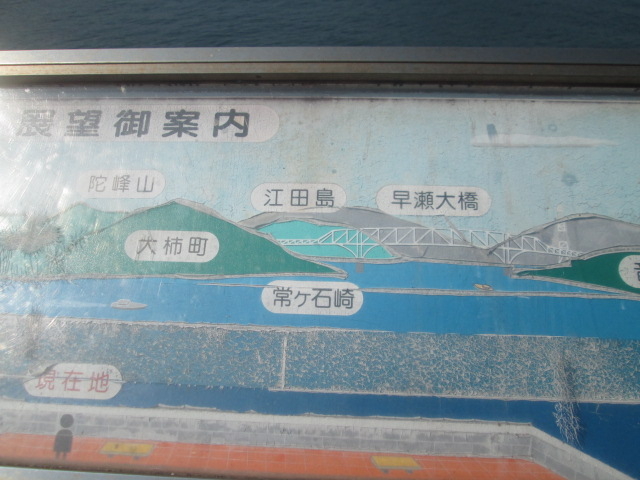 展望御案内
陀峰山
江田島
早瀬大橋
大柿町
常ケ石崎
現在地